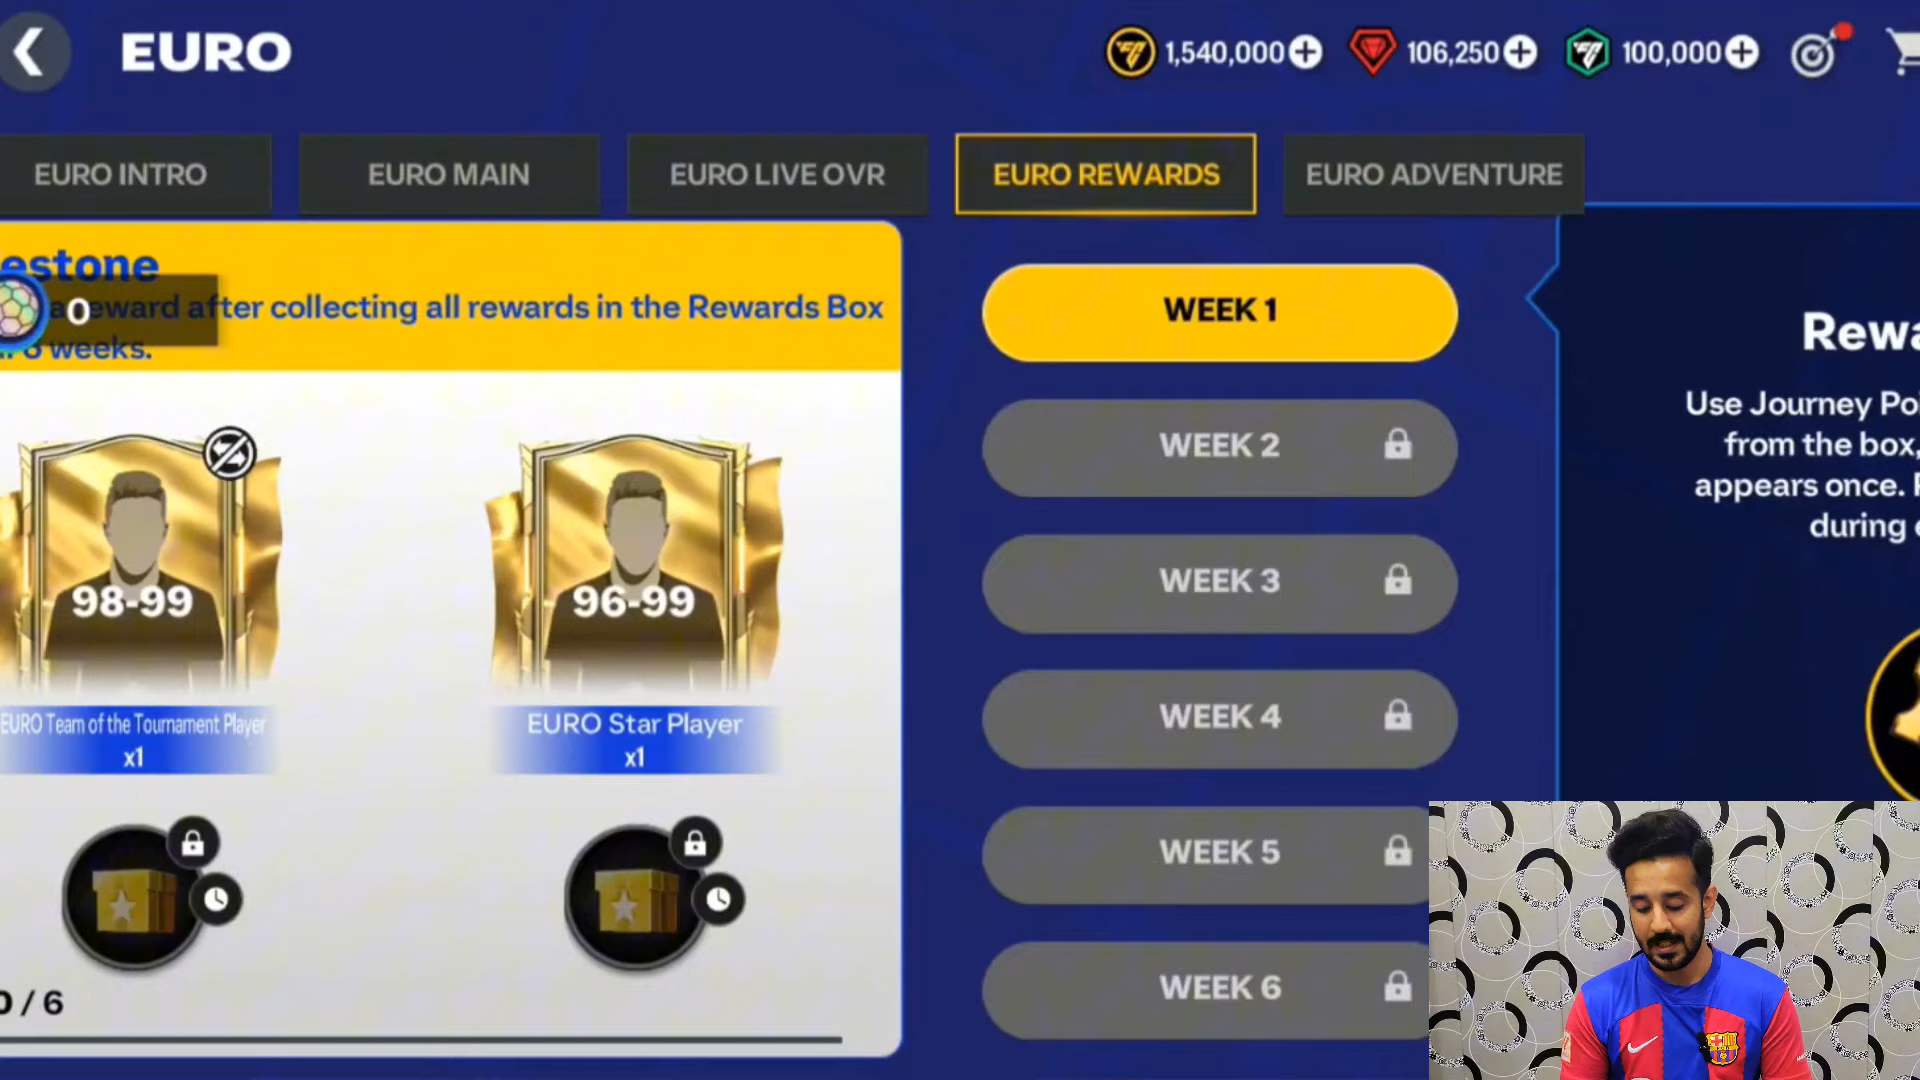 EURO
1,540,000
106,250
100,000
EURO INTRO
EURO MAIN
EURO LIVE OVR
EURO REWARDS
EURO ADVENTURE
estone
0
a reward after collecting all rewards in the Rewards Box
6 weeks.
98-99
96-99
EURO Team of the Tournament Player
x1
EURO Star Player
x1
0 / 6
WEEK 1
WEEK 2
WEEK 3
WEEK 4
WEEK 5
WEEK 6
Rewa
Use Journey Po
from the box,
appears once.
during